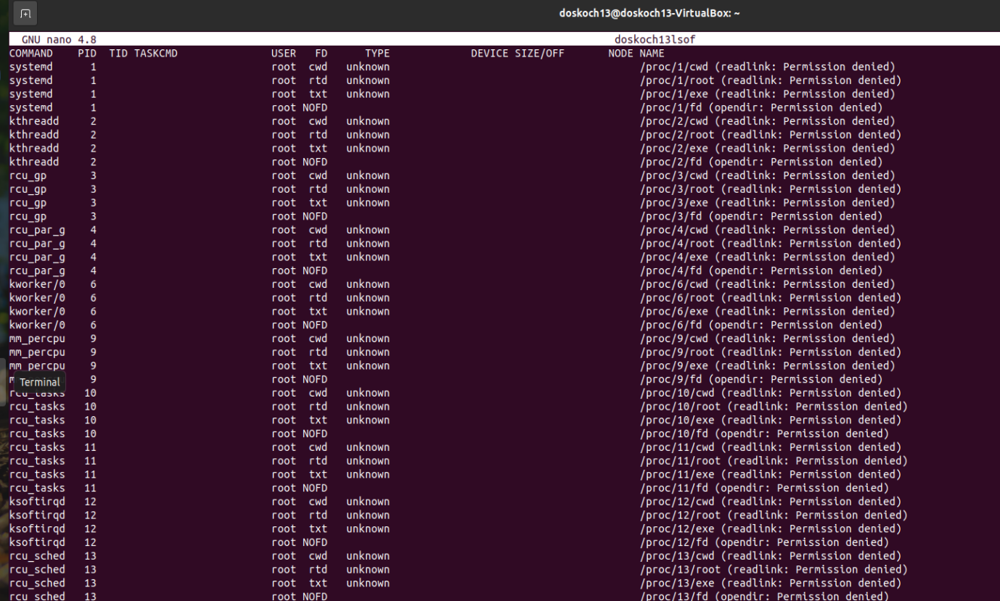 doskoch13@doskoch13-VirtualBox: ~
GNU nano 4.8 doskoch13lsof
COMMAND PID TID TASKCMD USER FD TYPE DEVICE SIZE/OFF NODE NAME
systemd 1 root cwd unknown /proc/1/cwd (readlink: Permission denied)
systemd 1 root rtd unknown /proc/1/root (readlink: Permission denied)
systemd 1 root txt unknown /proc/1/exe (readlink: Permission denied)
systemd 1 root NOFD /proc/1/fd (opendir: Permission denied)
kthreadd 2 root cwd unknown /proc/2/cwd (readlink: Permission denied)
kthreadd 2 root rtd unknown /proc/2/root (readlink: Permission denied)
kthreadd 2 root txt unknown /proc/2/exe (readlink: Permission denied)
kthreadd 2 root NOFD /proc/2/fd (opendir: Permission denied)
rcu_gp 3 root cwd unknown /proc/3/cwd (readlink: Permission denied)
rcu_gp 3 root rtd unknown /proc/3/root (readlink: Permission denied)
rcu_gp 3 root txt unknown /proc/3/exe (readlink: Permission denied)
rcu_gp 3 root NOFD /proc/3/fd (opendir: Permission denied)
rcu_par_g 4 root cwd unknown /proc/4/cwd (readlink: Permission denied)
rcu_par_g 4 root rtd unknown /proc/4/root (readlink: Permission denied)
rcu_par_g 4 root txt unknown /proc/4/exe (readlink: Permission denied)
rcu_par_g 4 root NOFD /proc/4/fd (opendir: Permission denied)
kworker/0 6 root cwd unknown /proc/6/cwd (readlink: Permission denied)
kworker/0 6 root rtd unknown /proc/6/root (readlink: Permission denied)
kworker/0 6 root txt unknown /proc/6/exe (readlink: Permission denied)
kworker/0 6 root NOFD /proc/6/fd (opendir: Permission denied)
mm_percpu 9 root cwd unknown /proc/9/cwd (readlink: Permission denied)
mm_percpu 9 root rtd unknown /proc/9/root (readlink: Permission denied)
mm_percpu 9 root txt unknown /proc/9/exe (readlink: Permission denied)
Terminal 9 root NOFD /proc/9/fd (opendir: Permission denied)
rcu_tasks 10 root cwd unknown /proc/10/cwd (readlink: Permission denied)
rcu_tasks 10 root rtd unknown /proc/10/root (readlink: Permission denied)
rcu_tasks 10 root txt unknown /proc/10/exe (readlink: Permission denied)
rcu_tasks 10 root NOFD /proc/10/fd (opendir: Permission denied)
rcu_tasks 11 root cwd unknown /proc/11/cwd (readlink: Permission denied)
rcu_tasks 11 root rtd unknown /proc/11/root (readlink: Permission denied)
rcu_tasks 11 root txt unknown /proc/11/exe (readlink: Permission denied)
rcu_tasks 11 root NOFD /proc/11/fd (opendir: Permission denied)
ksoftirqd 12 root cwd unknown /proc/12/cwd (readlink: Permission denied)
ksoftirqd 12 root rtd unknown /proc/12/root (readlink: Permission denied)
ksoftirqd 12 root txt unknown /proc/12/exe (readlink: Permission denied)
ksoftirqd 12 root NOFD /proc/12/fd (opendir: Permission denied)
rcu_sched 13 root cwd unknown /proc/13/cwd (readlink: Permission denied)
rcu_sched 13 root rtd unknown /proc/13/root (readlink: Permission denied)
rcu_sched 13 root txt unknown /proc/13/exe (readlink: Permission denied)
rcu_sched 13 root NOFD /proc/13/fd (opendir: Permission denied)